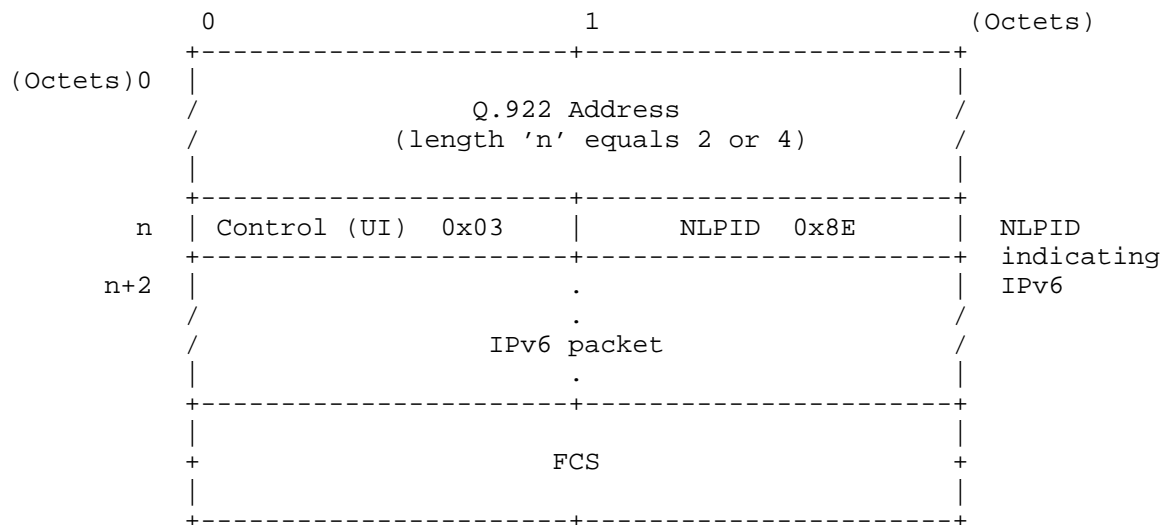 0 1 (Octets)
(Octets)0
Q.922 Address
(length 'n' equals 2 or 4)
n Control (UI) 0x03 NLPID 0x8E NLPID
indicating
n+2 . IPv6
.
IPv6 packet
.
FCS